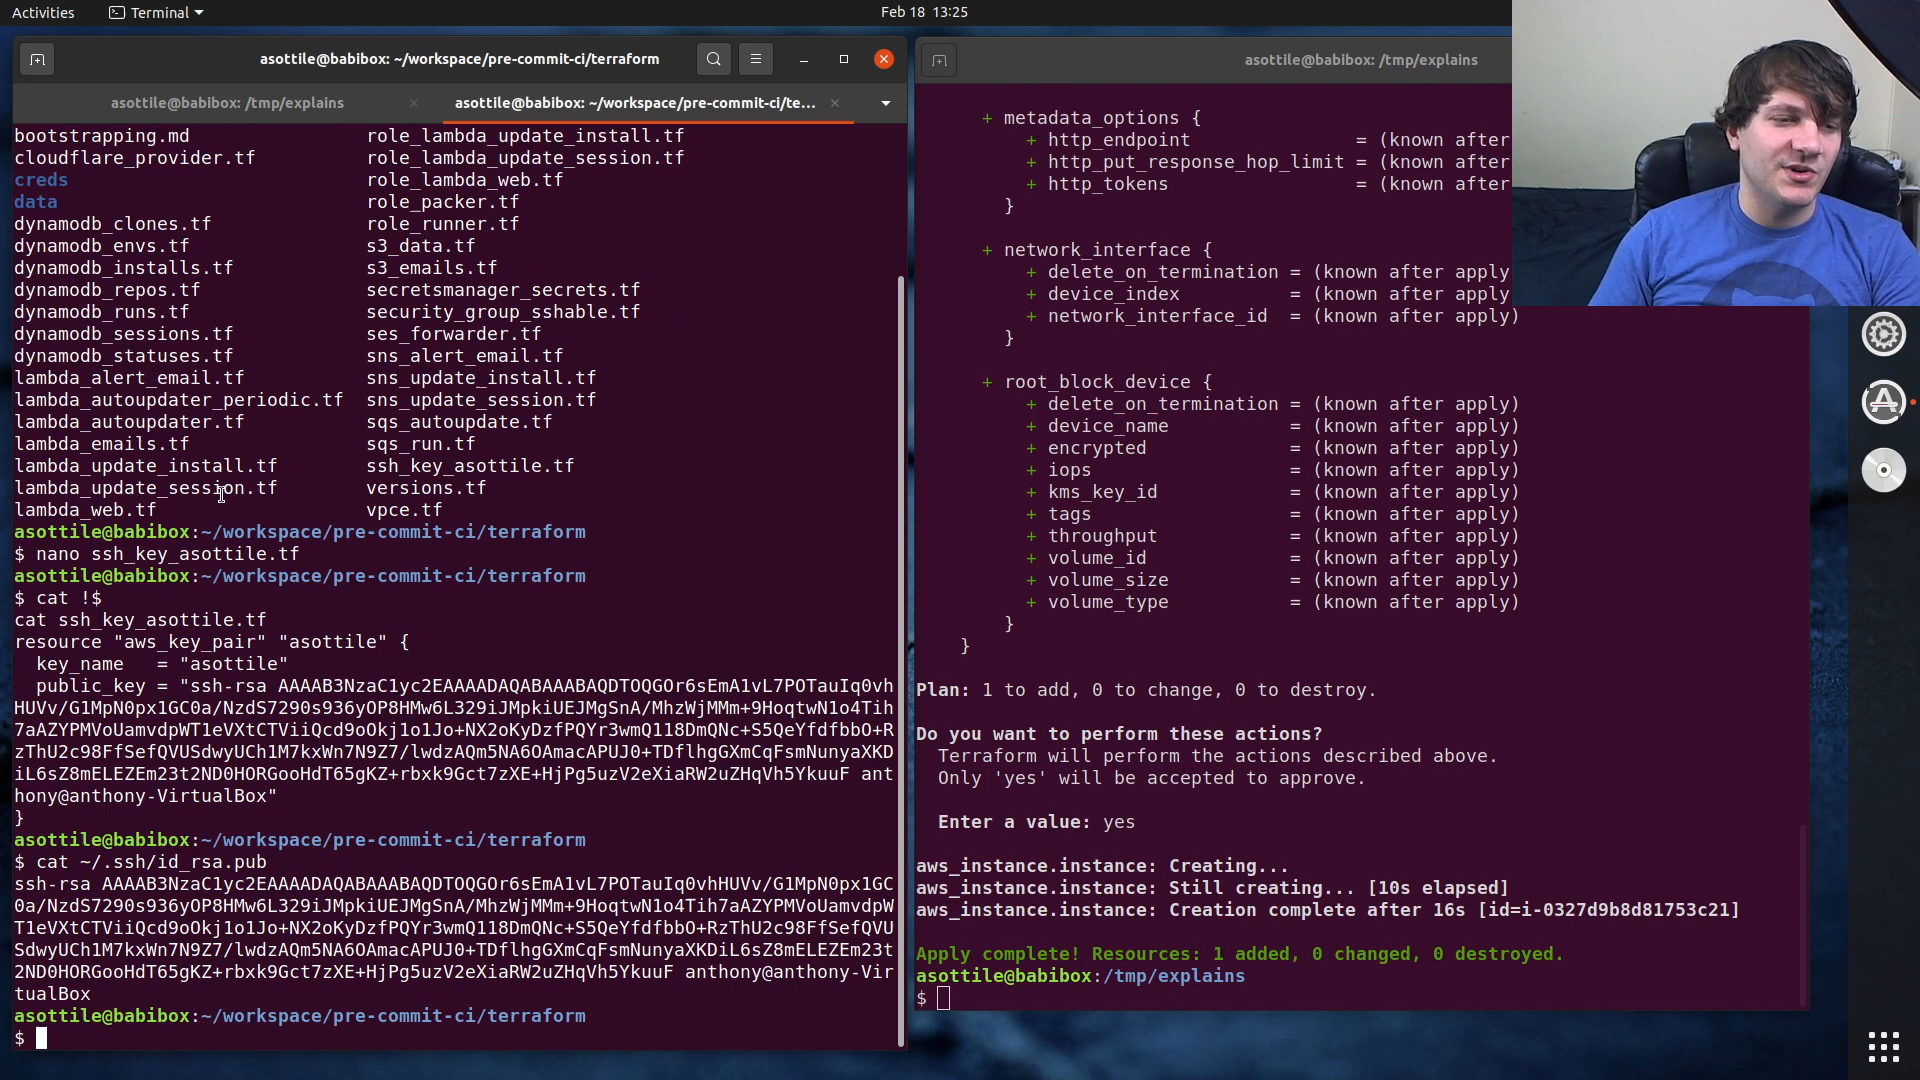 Activities
Terminal
Feb 18 13:25
asottile@babibox: ~/workspace/pre-commit-ci/terraform
asottile@babibox: /tmp/explains
asottile@babibox: ~/workspace/pre-commit-ci/te...
bootstrapping.md role_lambda_update_install.tf
cloudflare_provider.tf role_lambda_update_session.tf
creds role_lambda_web.tf
data role_packer.tf
dynamodb_clones.tf role_runner.tf
dynamodb_envs.tf s3_data.tf
dynamodb_installs.tf s3_emails.tf
dynamodb_repos.tf secretsmanager_secrets.tf
dynamodb_runs.tf security_group_sshable.tf
dynamodb_sessions.tf ses_forwarder.tf
dynamodb_statuses.tf sns_alert_email.tf
lambda_alert_email.tf sns_update_install.tf
lambda_autoupdater_periodic.tf sns_update_session.tf
lambda_autoupdater.tf sqs_autoupdate.tf
lambda_emails.tf sqs_run.tf
lambda_update_install.tf ssh_key_asottile.tf
lambda_update_session.tf versions.tf
lambda_web.tf vpce.tf
asottile@babibox:~/workspace/pre-commit-ci/terraform
$ nano ssh_key_asottile.tf
asottile@babibox:~/workspace/pre-commit-ci/terraform
$ cat !$
cat ssh_key_asottile.tf
resource "aws_key_pair" "asottile" {
key_name = "asottile"
public_key = "ssh-rsa AAAAB3NzaC1yc2EAAAADAQABAAABAQDTOQGOr6sEmA1vL7POTauIq0vh
HUVv/G1MpN0px1GC0a/NzdS7290s936yOP8HMw6L329iJMpkiUEJMgSnA/MhzWjMMm+9HoqtwN1o4Tih
7aAZYPMVoUamvdpWT1eVXtCTViiQcd9oOkj1o1Jo+NX2oKyDzfPQYr3wmQ118DmQNc+S5QeYfdfbbO+R
zThU2c98FfSefQVUSdwyUCh1M7kxWn7N9Z7/lwdzAQm5NA6OAmacAPUJ0+TDflhgGXmCqFsmNunyaXKD
iL6sZ8mELEZEm23t2ND0HORGooHdT65gKZ+rbxk9Gct7zXE+HjPg5uzV2eXiaRW2uZHqVh5YkuuF ant
hony@anthony-VirtualBox"
}
asottile@babibox:~/workspace/pre-commit-ci/terraform
$ cat ~/.ssh/id_rsa.pub
ssh-rsa AAAAB3NzaC1yc2EAAAADAQABAAABAQDTOQGOr6sEmA1vL7POTauIq0vhHUVv/G1MpN0px1GC
0a/NzdS7290s936yOP8HMw6L329iJMpkiUEJMgSnA/MhzWjMMm+9HoqtwN1o4Tih7aAZYPMVoUamvdpW
T1eVXtCTViiQcd9oOkj1o1Jo+NX2oKyDzfPQYr3wmQ118DmQNc+S5QeYfdfbbO+RzThU2c98FfSefQVU
SdwyUCh1M7kxWn7N9Z7/lwdzAQm5NA6OAmacAPUJ0+TDflhgGXmCqFsmNunyaXKDiL6sZ8mELEZEm23t
2ND0HORGooHdT65gKZ+rbxk9Gct7zXE+HjPg5uzV2eXiaRW2uZHqVh5YkuuF anthony@anthony-Vir
tualBox
asottile@babibox:~/workspace/pre-commit-ci/terraform
$
asottile@babibox: /tmp/explains
+ metadata_options {
+ http_endpoint = (known after
+ http_put_response_hop_limit = (known after
+ http_tokens = (known after
}
+ network_interface {
+ delete_on_termination = (known after apply
+ device_index = (known after apply
+ network_interface_id = (known after apply)
}
+ root_block_device {
+ delete_on_termination = (known after apply)
+ device_name = (known after apply)
+ encrypted = (known after apply)
+ iops = (known after apply)
+ kms_key_id = (known after apply)
+ tags = (known after apply)
+ throughput = (known after apply)
+ volume_id = (known after apply)
+ volume_size = (known after apply)
+ volume_type = (known after apply)
}
}
Plan: 1 to add, 0 to change, 0 to destroy.
Do you want to perform these actions?
Terraform will perform the actions described above.
Only 'yes' will be accepted to approve.
Enter a value: yes
aws_instance.instance: Creating...
aws_instance.instance: Still creating... [10s elapsed]
aws_instance.instance: Creation complete after 16s [id=i-0327d9b8d81753c21]
Apply complete! Resources: 1 added, 0 changed, 0 destroyed.
asottile@babibox:/tmp/explains
$